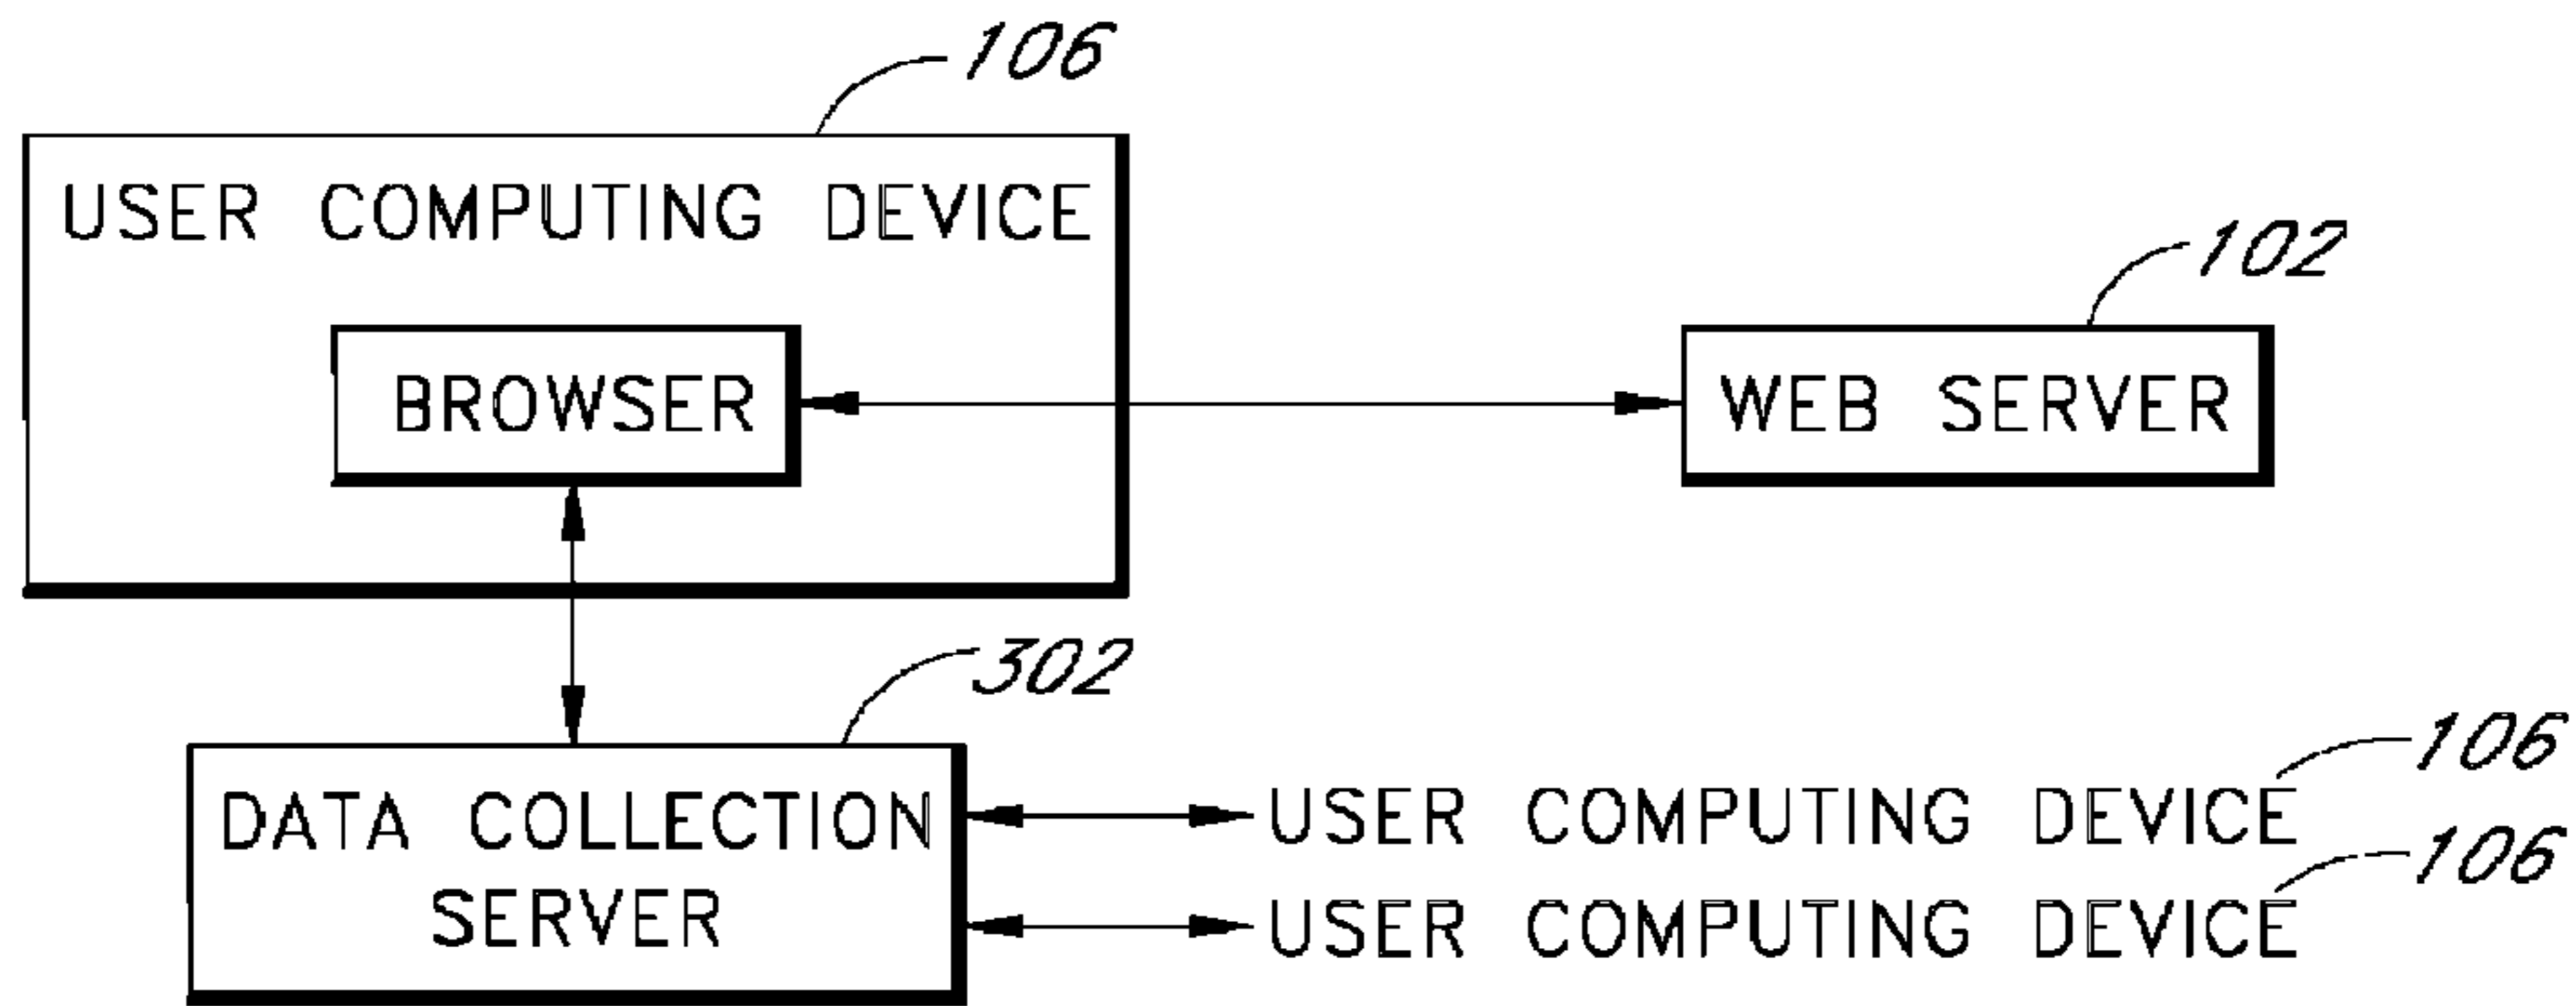 106
USER COMPUTING DEVICE
102
BROWSER
WEB SERVER
302
DATA COLLECTION
SERVER
106
USER COMPUTING DEVICE
106
USER COMPUTING DEVICE